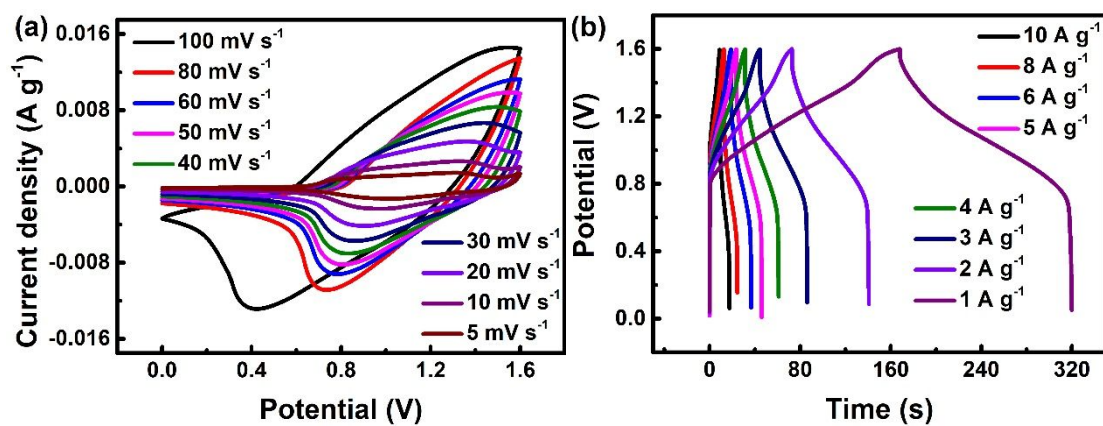 (a)
Current density (A g⁻¹)
0.016
0.008
0.000
-0.008
-0.016
100 mV s⁻¹
80 mV s⁻¹
60 mV s⁻¹
50 mV s⁻¹
40 mV s⁻¹
30 mV s⁻¹
20 mV s⁻¹
10 mV s⁻¹
5 mV s⁻¹
0.0 0.4 0.8 1.2 1.6
Potential (V)
(b)
Potential (V)
1.6
1.2
0.8
0.4
0.0
10 A g⁻¹
8 A g⁻¹
6 A g⁻¹
5 A g⁻¹
4 A g⁻¹
3 A g⁻¹
2 A g⁻¹
1 A g⁻¹
0 80 160 240 320
Time (s)